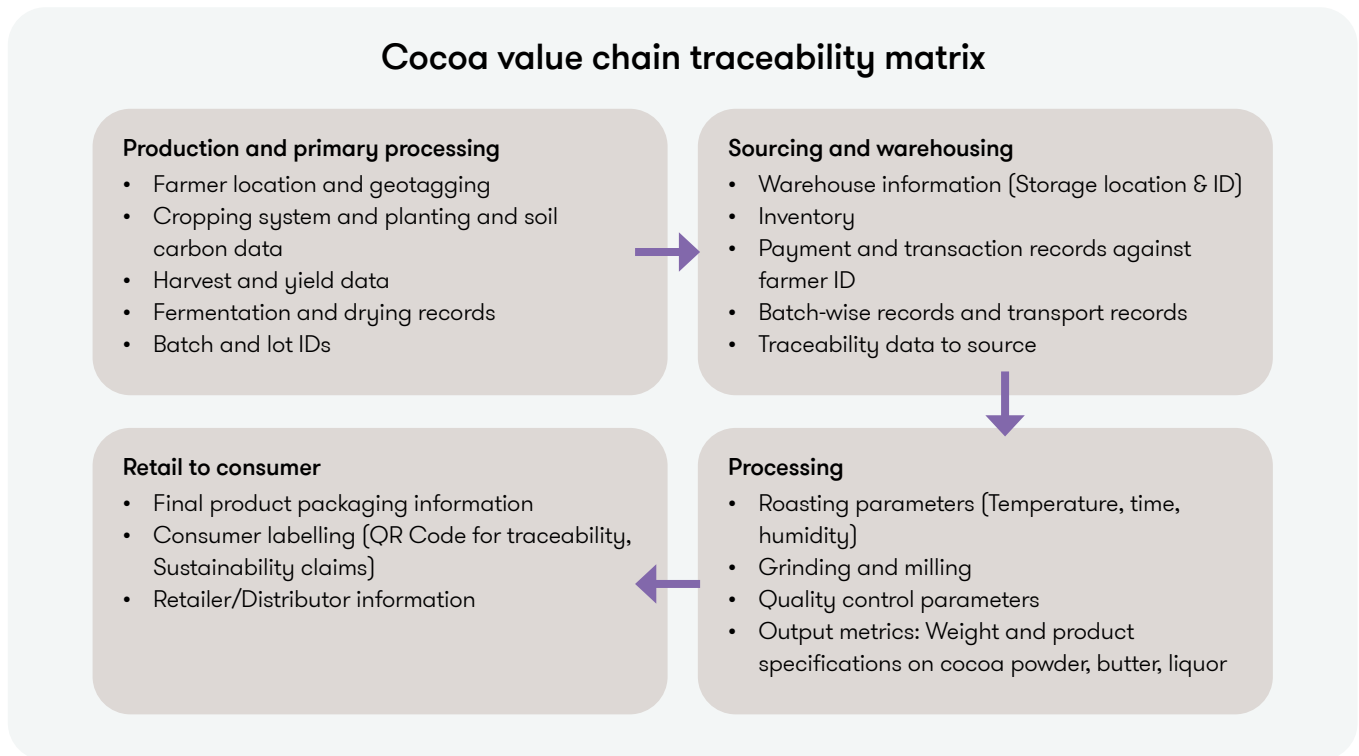 Cocoa value chain traceability matrix
Production and primary processing
• Farmer location and geotagging
• Cropping system and planting and soil
carbon data
• Harvest and yield data
• Fermentation and drying records
• Batch and lot IDs
Sourcing and warehousing
• Warehouse information (Storage location & ID)
• Inventory
• Payment and transaction records against
farmer ID
• Batch-wise records and transport records
• Traceability data to source
Retail to consumer
• Final product packaging information
• Consumer labelling (QR Code for traceability,
Sustainability claims)
• Retailer/Distributor information
Processing
• Roasting parameters (Temperature, time,
humidity)
• Grinding and milling
• Quality control parameters
• Output metrics: Weight and product
specifications on cocoa powder, butter, liquor